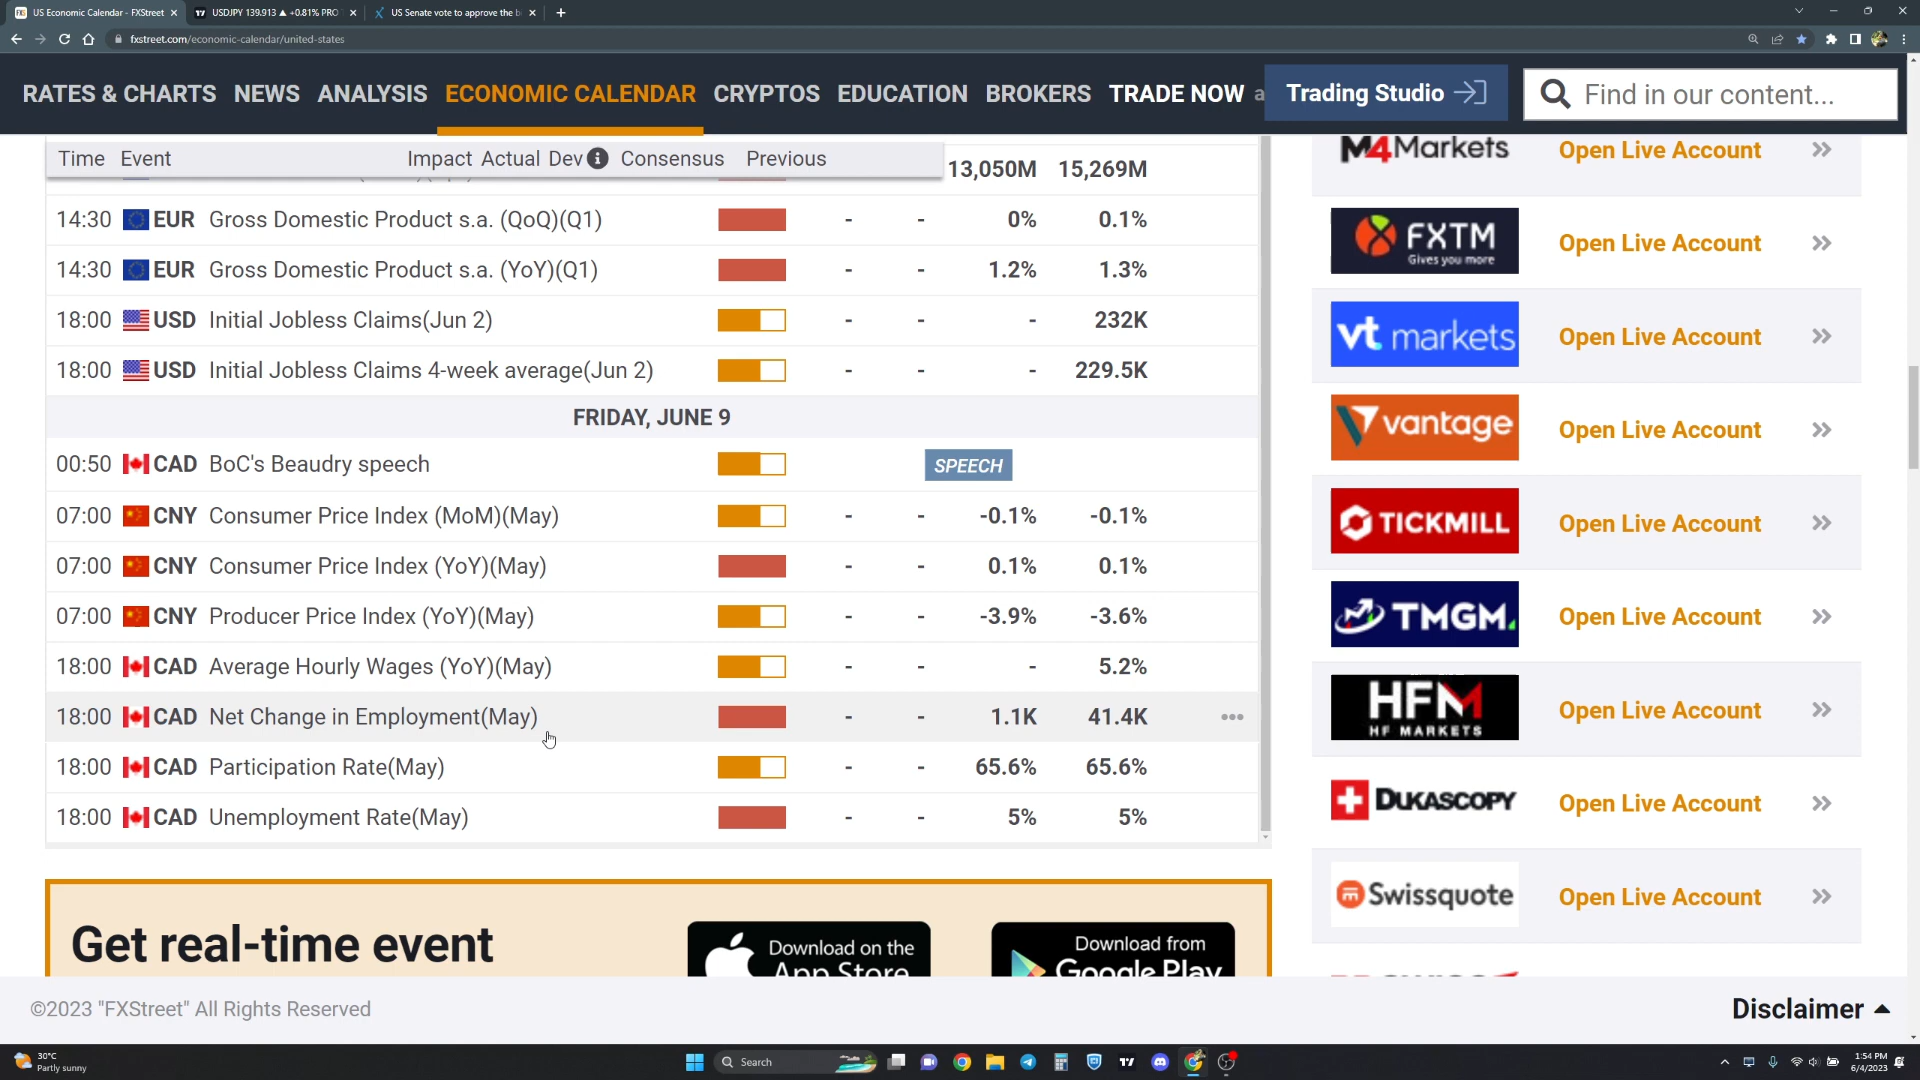 US Economic Calendar - FXStreet
USDJPY 139.913 ▲ +0.81% PRO
US Senate vote to approve the b
fxstreet.com/economic-calendar/united-states
RATES & CHARTS NEWS ANALYSIS ECONOMIC CALENDAR CRYPTOS EDUCATION BROKERS TRADE NOW a Trading Studio Find in our content...
Time Event Impact Actual Dev Consensus Previous
13,050M 15,269M
14:30 EUR Gross Domestic Product s.a. (QoQ)(Q1) - - 0% 0.1%
14:30 EUR Gross Domestic Product s.a. (YoY)(Q1) - - 1.2% 1.3%
18:00 USD Initial Jobless Claims(Jun 2) - - - 232K
18:00 USD Initial Jobless Claims 4-week average(Jun 2) - - - 229.5K
FRIDAY, JUNE 9
00:50 CAD BoC's Beaudry speech SPEECH
07:00 CNY Consumer Price Index (MoM)(May) - - -0.1% -0.1%
07:00 CNY Consumer Price Index (YoY)(May) - - 0.1% 0.1%
07:00 CNY Producer Price Index (YoY)(May) - - -3.9% -3.6%
18:00 CAD Average Hourly Wages (YoY)(May) - - - 5.2%
18:00 CAD Net Change in Employment(May) - - 1.1K 41.4K
18:00 CAD Participation Rate(May) - - 65.6% 65.6%
18:00 CAD Unemployment Rate(May) - - 5% 5%
Get real-time event
Download on the
App Store
Download from
Google Play
M4Markets Open Live Account
FXTM Gives you more Open Live Account
vt markets Open Live Account
vantage Open Live Account
TICKMILL Open Live Account
TMGM. Open Live Account
HFM HF MARKETS Open Live Account
DUKASCOPY Open Live Account
Swissquote Open Live Account
©2023 "FXStreet" All Rights Reserved
Disclaimer
30°C
Partly sunny
Search
1:54 PM
6/4/2023